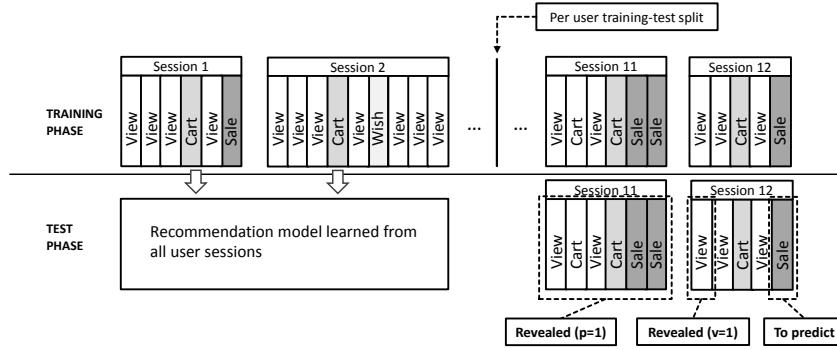 Per user training-test split
Session 1
Session 2
Session 11
Session 12
TRAINING
PHASE
View
View
View
Cart
View
Sale
View
View
View
Cart
View
Wish
View
View
View
...
...
View
Cart
View
Cart
Sale
Sale
View
View
Cart
View
Sale
TEST
PHASE
Recommendation model learned from
all user sessions
Session 11
Session 12
View
Cart
View
Cart
Sale
Sale
View
View
Cart
View
Sale
Revealed (p=1)
Revealed (v=1)
To predict